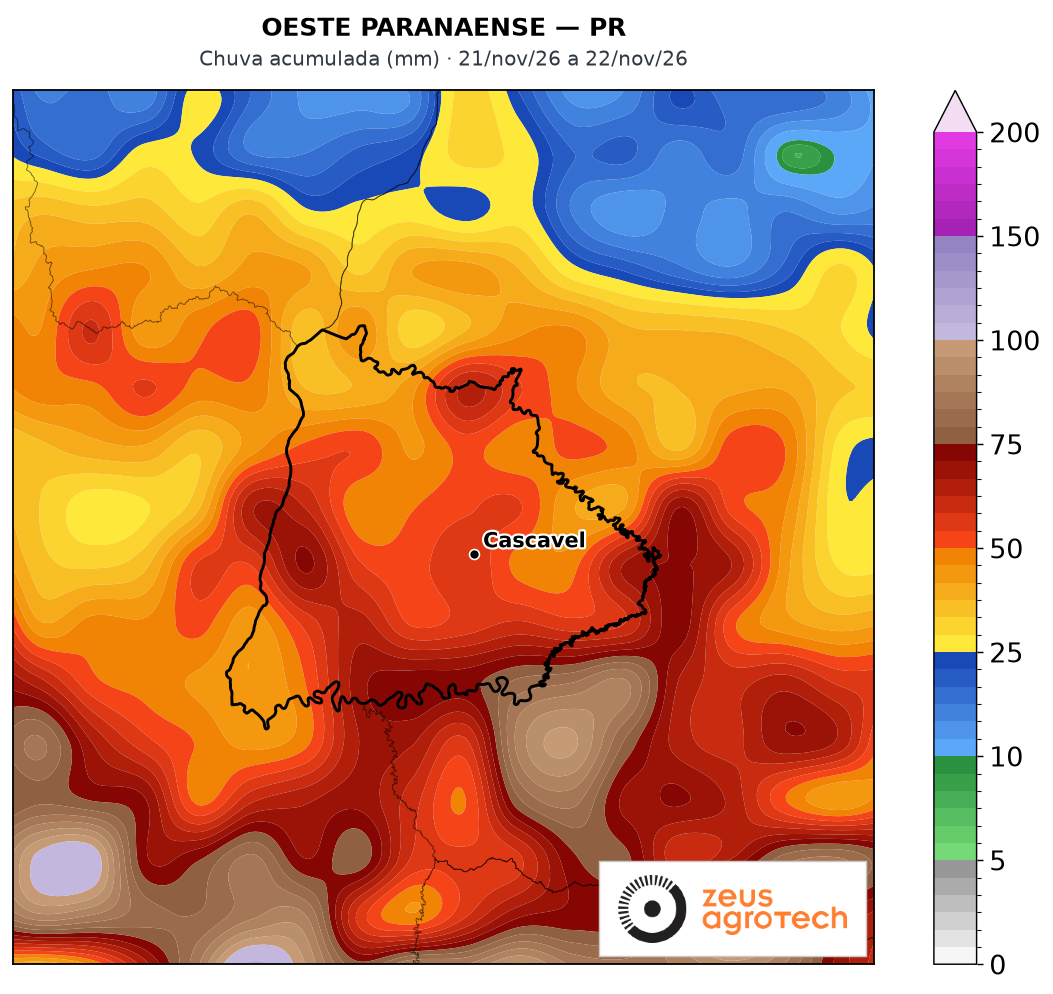 OESTE PARANAENSE — PR
Chuva acumulada (mm) · 21/nov/26 a 22/nov/26
200
150
100
75
50
25
10
5
0
Cascavel
zeus
agrotech